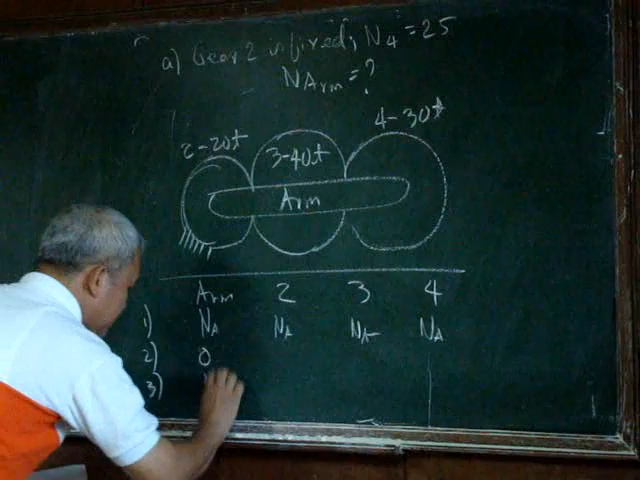 a) Gear 2 is fixed, N4 = 25
NArm = ?
2-20t 3-40t 4-30t
Arm
Arm 2 3 4
1) NA NA NA NA
2) 0
3)